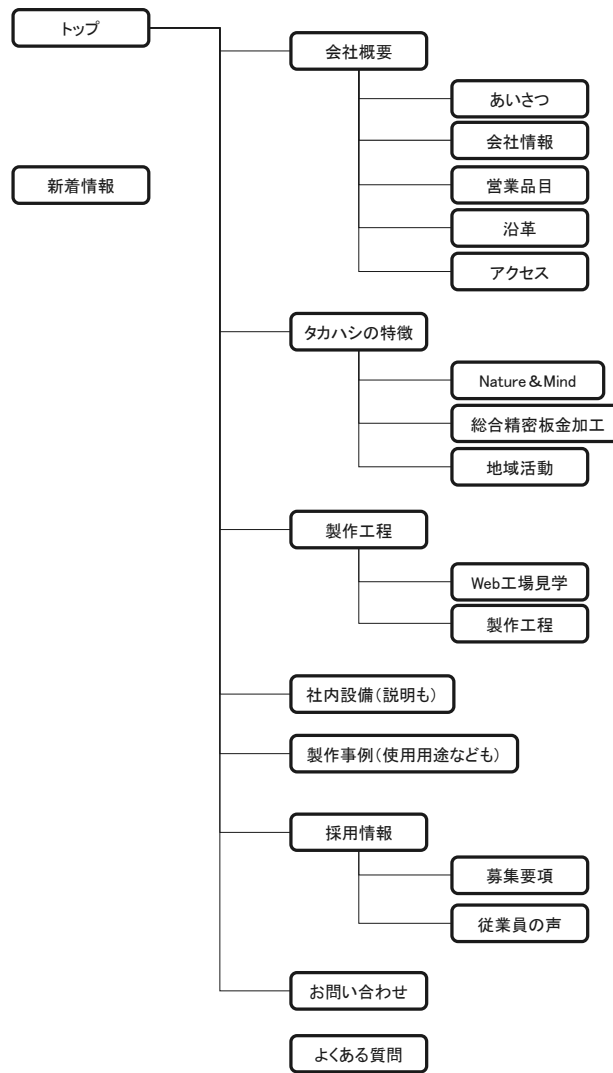 トップ
新着情報
会社概要
あいさつ
会社情報
営業品目
沿革
アクセス
タカハシの特徴
Nature＆Mind
総合精密板金加工
地域活動
製作工程
Web工場見学
製作工程
社内設備（説明も）
製作事例（使用用途なども）
採用情報
募集要項
従業員の声
お問い合わせ
よくある質問